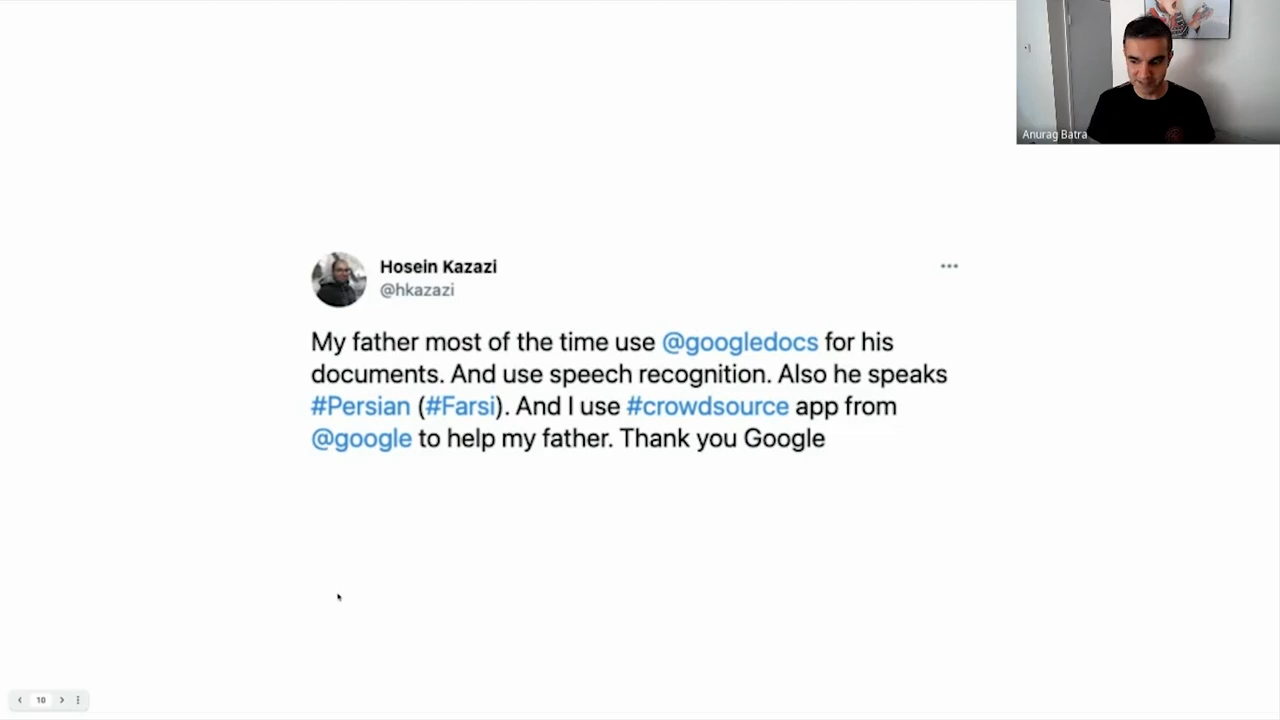 Anurag Batra
Hosein Kazazi
@hkazazi
My father most of the time use @googledocs for his
documents. And use speech recognition. Also he speaks
#Persian (#Farsi). And I use #crowdsource app from
@google to help my father. Thank you Google
10